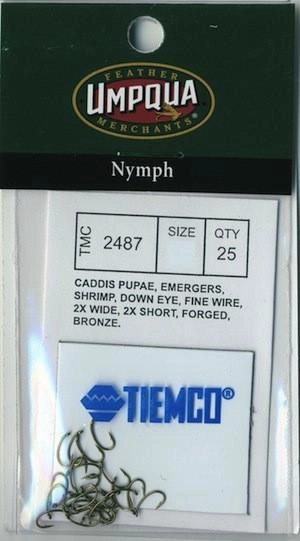 FEATHER
UMPQUA
MERCHANTS®
Nymph
TMC 2487 SIZE QTY 25
CADDIS PUPAE, EMERGERS,
SHRIMP, DOWN EYE, FINE WIRE,
2X WIDE, 2X SHORT, FORGED,
BRONZE.
TIEMCO®